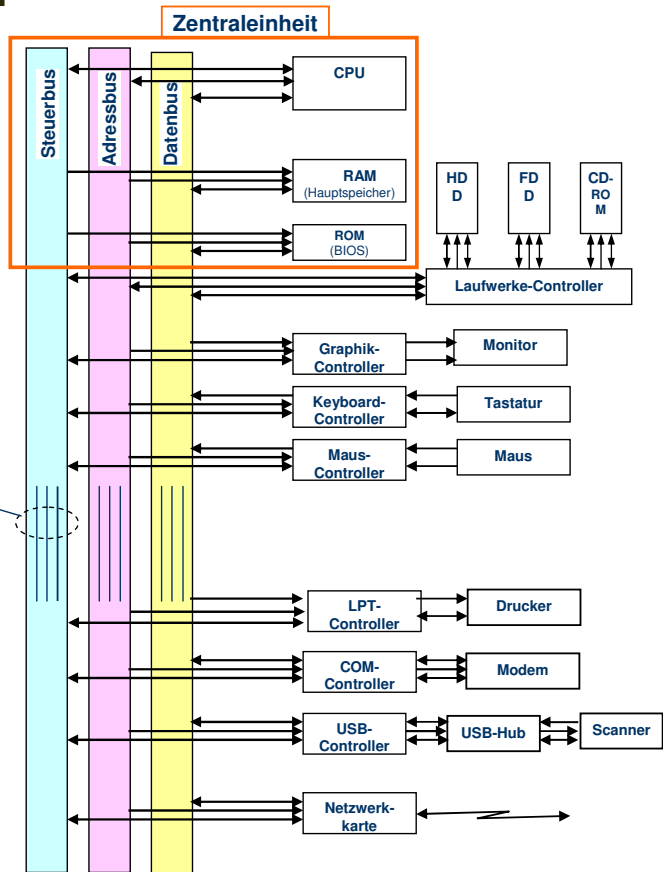 Zentraleinheit
Steuerbus
Adressbus
Datenbus
CPU
RAM
(Hauptspeicher)
ROM
(BIOS)
HD
D
FD
D
CD-
RO
M
Laufwerke-Controller
Graphik-
Controller
Monitor
Keyboard-
Controller
Tastatur
Maus-
Controller
Maus
LPT-
Controller
Drucker
COM-
Controller
Modem
USB-
Controller
USB-Hub
Scanner
Netzwerk-
karte